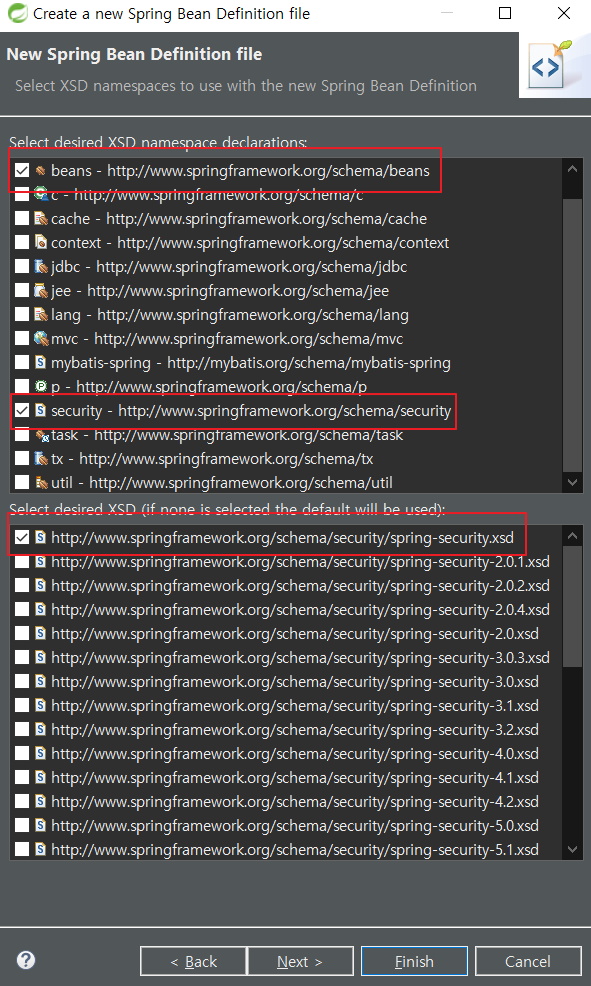 Create a new Spring Bean Definition file
New Spring Bean Definition file
Select XSD namespaces to use with the new Spring Bean Definition
Select desired XSD namespace declarations:
beans - http://www.springframework.org/schema/beans
c - http://www.springframework.org/schema/c
cache - http://www.springframework.org/schema/cache
context - http://www.springframework.org/schema/context
jdbc - http://www.springframework.org/schema/jdbc
jee - http://www.springframework.org/schema/jee
lang - http://www.springframework.org/schema/lang
mvc - http://www.springframework.org/schema/mvc
mybatis-spring - http://mybatis.org/schema/mybatis-spring
p - http://www.springframework.org/schema/p
security - http://www.springframework.org/schema/security
task - http://www.springframework.org/schema/task
tx - http://www.springframework.org/schema/tx
util - http://www.springframework.org/schema/util
Select desired XSD (if none is selected the default will be used):
http://www.springframework.org/schema/security/spring-security.xsd
http://www.springframework.org/schema/security/spring-security-2.0.1.xsd
http://www.springframework.org/schema/security/spring-security-2.0.2.xsd
http://www.springframework.org/schema/security/spring-security-2.0.4.xsd
http://www.springframework.org/schema/security/spring-security-2.0.xsd
http://www.springframework.org/schema/security/spring-security-3.0.3.xsd
http://www.springframework.org/schema/security/spring-security-3.0.xsd
http://www.springframework.org/schema/security/spring-security-3.1.xsd
http://www.springframework.org/schema/security/spring-security-3.2.xsd
http://www.springframework.org/schema/security/spring-security-4.0.xsd
http://www.springframework.org/schema/security/spring-security-4.1.xsd
http://www.springframework.org/schema/security/spring-security-4.2.xsd
http://www.springframework.org/schema/security/spring-security-5.0.xsd
http://www.springframework.org/schema/security/spring-security-5.1.xsd
< Back Next > Finish Cancel